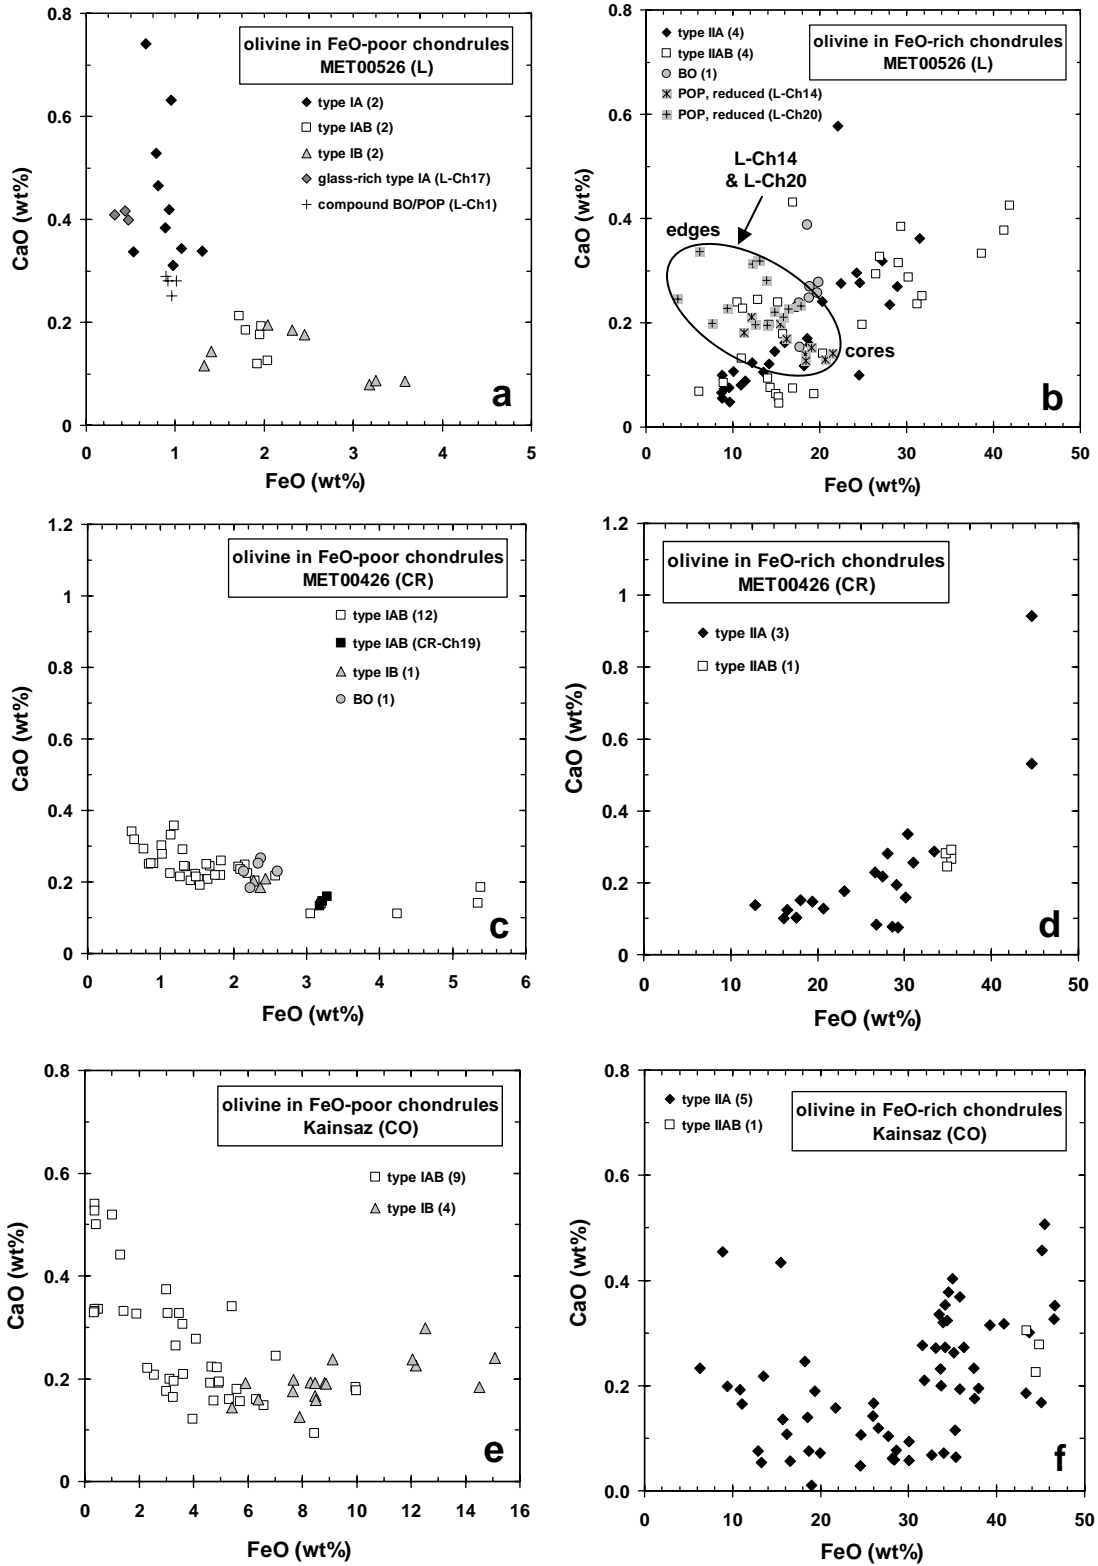 olivine in FeO-poor chondrules
MET00526 (L)
type IA (2)
type IAB (2)
type IB (2)
glass-rich type IA (L-Ch17)
compound BO/POP (L-Ch1)
0.8
0.6
0.4
0.2
0
CaO (wt%)
0 1 2 3 4 5
FeO (wt%)
a
type IIA (4)
type IIAB (4)
BO (1)
POP, reduced (L-Ch14)
POP, reduced (L-Ch20)
olivine in FeO-rich chondrules
MET00526 (L)
L-Ch14
& L-Ch20
edges
cores
0.8
0.6
0.4
0.2
0
CaO (wt%)
0 10 20 30 40 50
FeO (wt%)
b
olivine in FeO-poor chondrules
MET00426 (CR)
type IAB (12)
type IAB (CR-Ch19)
type IB (1)
BO (1)
1.2
1
0.8
0.6
0.4
0.2
0
CaO (wt%)
0 1 2 3 4 5 6
FeO (wt%)
c
olivine in FeO-rich chondrules
MET00426 (CR)
type IIA (3)
type IIAB (1)
1.2
1
0.8
0.6
0.4
0.2
0
CaO (wt%)
0 10 20 30 40 50
FeO (wt%)
d
olivine in FeO-poor chondrules
Kainsaz (CO)
type IAB (9)
type IB (4)
0.8
0.6
0.4
0.2
0
CaO (wt%)
0 2 4 6 8 10 12 14 16
FeO (wt%)
e
type IIA (5)
type IIAB (1)
olivine in FeO-rich chondrules
Kainsaz (CO)
0.8
0.6
0.4
0.2
0.0
CaO (wt%)
0 10 20 30 40 50
FeO (wt%)
f